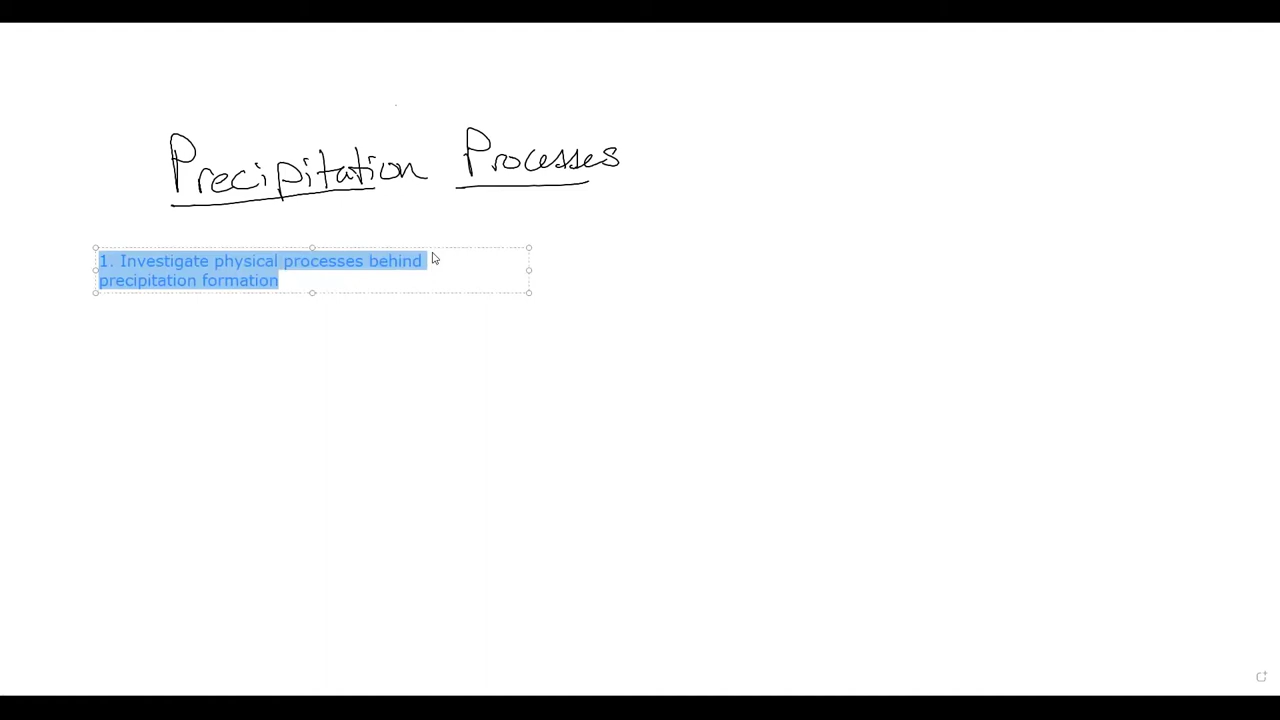 Precipitation Processes
1. Investigate physical processes behind
precipitation formation